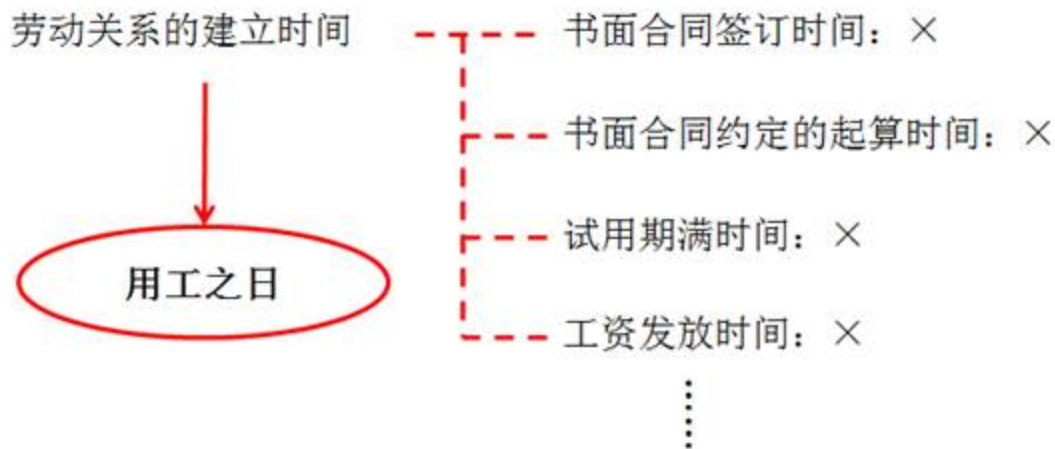 劳动关系的建立时间
书面合同签订时间：×
书面合同约定的起算时间：×
试用期满时间：×
用工之日
工资发放时间：×
……